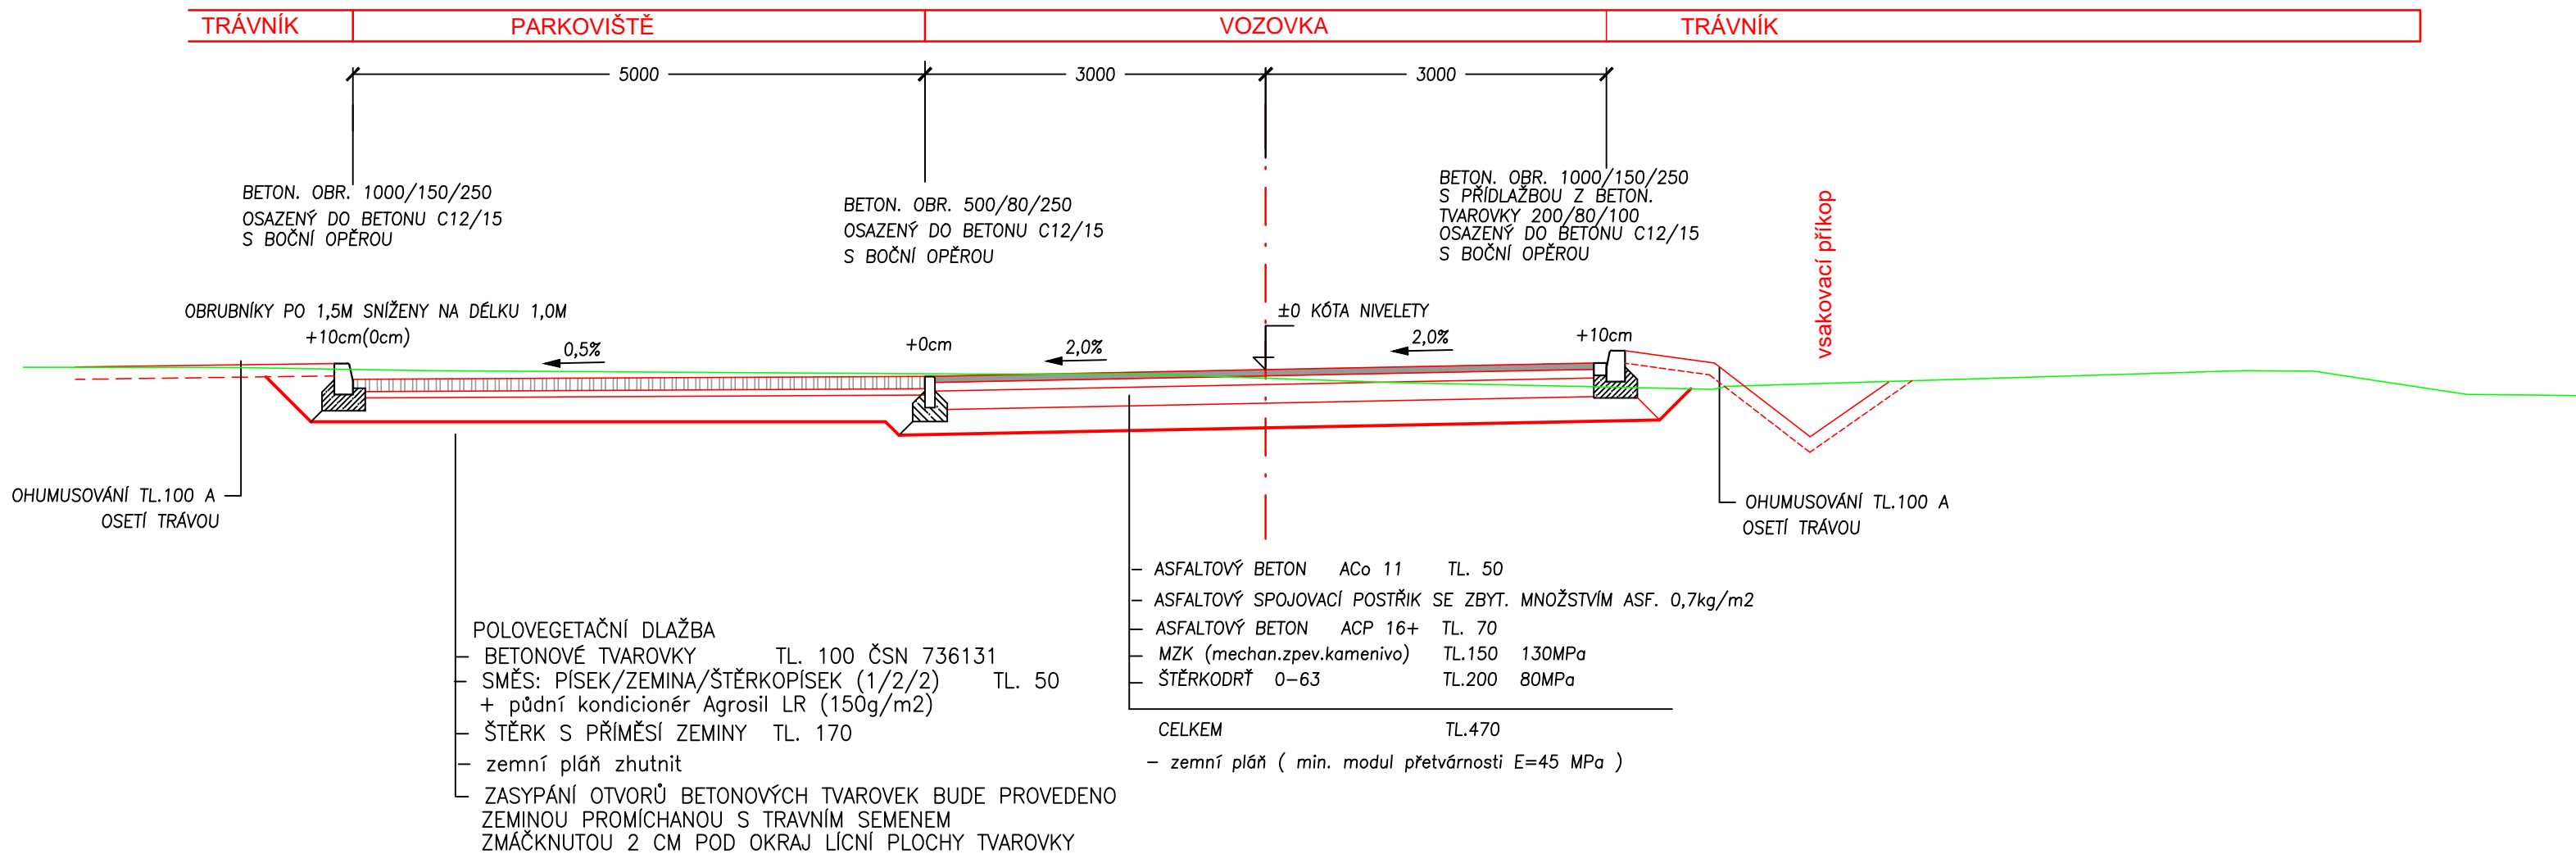 TRÁVNÍK PARKOVIŠTĚ VOZOVKA TRÁVNÍK
5000 3000 3000
BETON. OBR. 1000/150/250
OSAZENÝ DO BETONU C12/15
S BOČNÍ OPĚROU
BETON. OBR. 500/80/250
OSAZENÝ DO BETONU C12/15
S BOČNÍ OPĚROU
BETON. OBR. 1000/150/250
S PŘÍDLAŽBOU Z BETON.
TVAROVKY 200/80/100
OSAZENÝ DO BETONU C12/15
S BOČNÍ OPĚROU
vsakovací příkop
OBRUBNÍKY PO 1,5M SNÍŽENY NA DÉLKU 1,0M
+10cm(0cm)
0,5%
+0cm
2,0%
±0 KÓTA NIVELETY
2,0%
+10cm
OHUMUSOVÁNÍ TL.100 A
OSETÍ TRÁVOU
OHUMUSOVÁNÍ TL.100 A
OSETÍ TRÁVOU
POLOVEGETAČNÍ DLAŽBA
– BETONOVÉ TVAROVKY TL. 100 ČSN 736131
– SMĚS: PÍSEK/ZEMINA/ŠTĚRKOPÍSEK (1/2/2) TL. 50
+ půdní kondicionér Agrosil LR (150g/m2)
– ŠTĚRK S PŘÍMĚSÍ ZEMINY TL. 170
– zemní pláň zhutnit
– ZASYPÁNÍ OTVORŮ BETONOVÝCH TVAROVEK BUDE PROVEDENO
ZEMINOU PROMÍCHANOU S TRAVNÍM SEMENEM
ZMÁČKNUTOU 2 CM POD OKRAJ LÍCNÍ PLOCHY TVAROVKY
– ASFALTOVÝ BETON ACo 11 TL. 50
– ASFALTOVÝ SPOJOVACÍ POSTŘIK SE ZBYT. MNOŽSTVÍM ASF. 0,7kg/m2
– ASFALTOVÝ BETON ACP 16+ TL. 70
– MZK (mechan.zpev.kamenivo) TL.150 130MPa
– ŠTĚRKODRŤ 0–63 TL.200 80MPa
CELKEM TL.470
– zemní pláň ( min. modul přetvárnosti E=45 MPa )